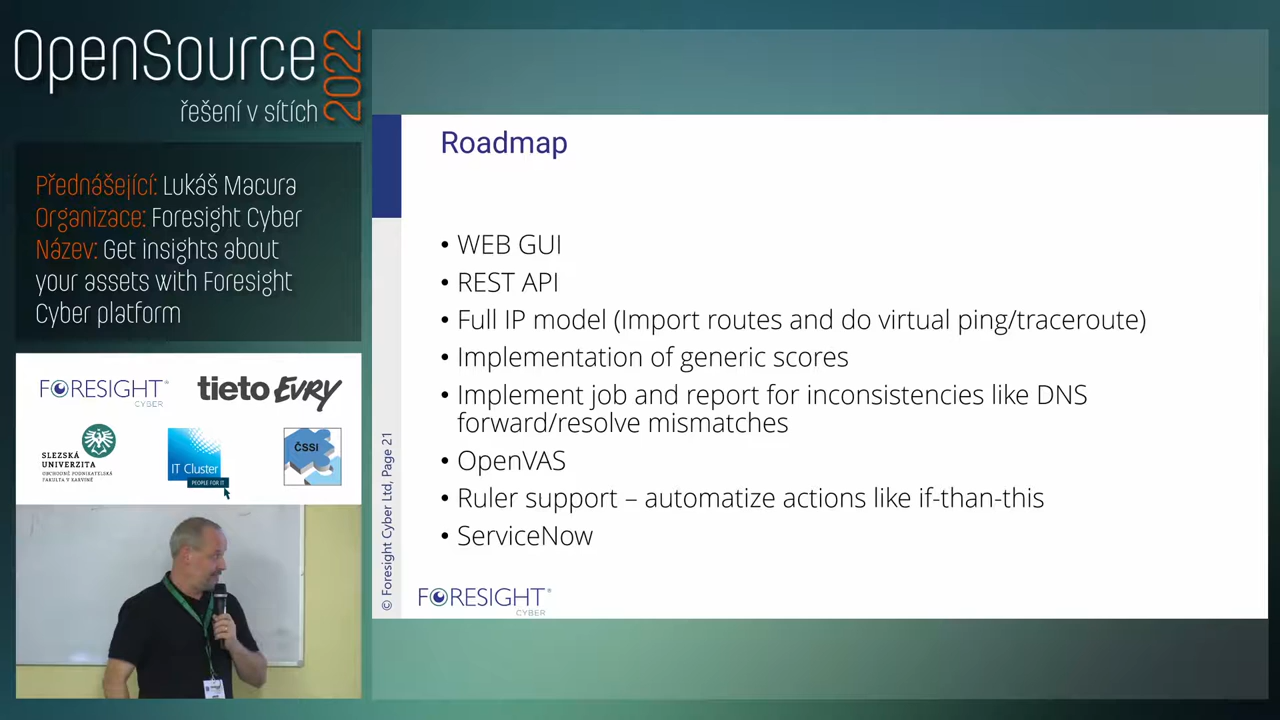 OpenSource
2022
řešení v sítích
Přednášející: Lukáš Macura
Organizace: Foresight Cyber
Název: Get insights about
your assets with Foresight
Cyber platform
FORESIGHT®
CYBER
tieto EVRY
SLEZSKÁ
UNIVERZITA
OBCHODNĚ PODNIKATELSKÁ
FAKULTA V KARVINÉ
IT Cluster
PEOPLE FOR IT
ČSSI
Roadmap
• WEB GUI
• REST API
• Full IP model (Import routes and do virtual ping/traceroute)
• Implementation of generic scores
• Implement job and report for inconsistencies like DNS
forward/resolve mismatches
• OpenVAS
• Ruler support – automatize actions like if-than-this
• ServiceNow
© Foresight Cyber Ltd, Page 21
FORESIGHT®
CYBER